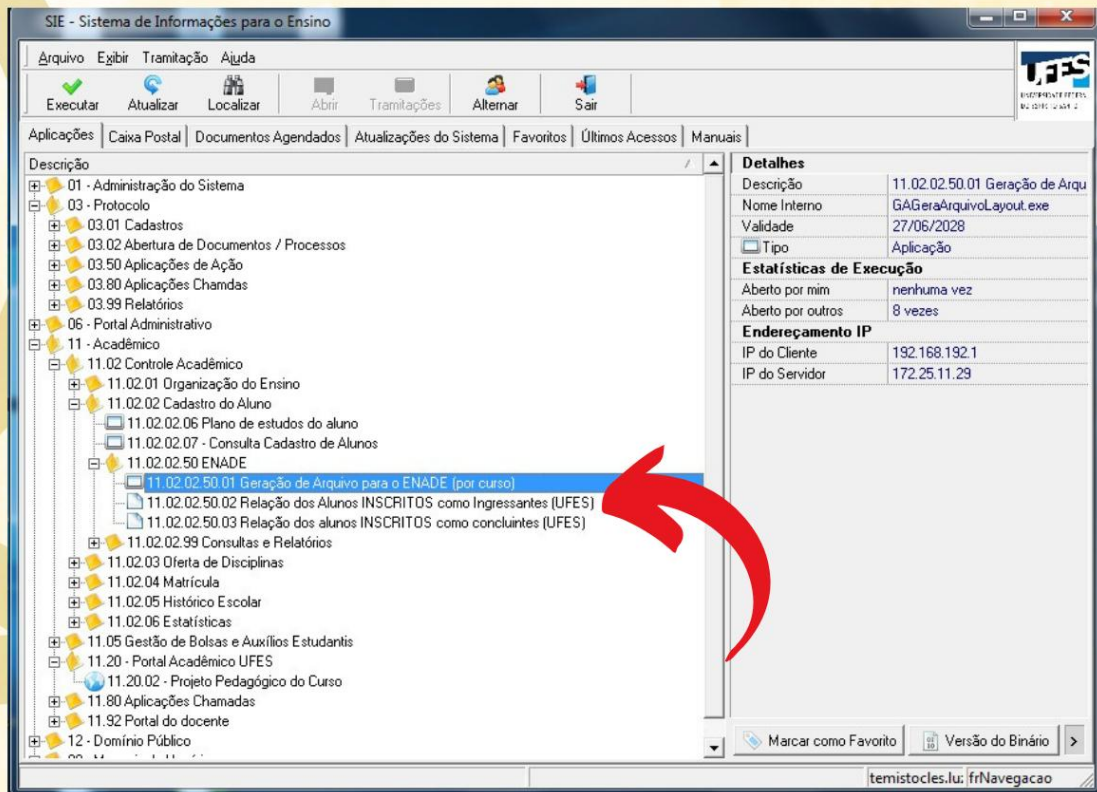 SIE - Sistema de Informações para o Ensino
Arquivo Exibir Tramitação Ajuda
Executar Atualizar Localizar Abrir Tramitações Alternar Sair
UFES
UNIVERSIDADE FEDERAL
DO ESPÍRITO SANTO
Aplicações Caixa Postal Documentos Agendados Atualizações do Sistema Favoritos Últimos Acessos Manuais
Descrição
01 - Administração do Sistema
03 - Protocolo
03.01 Cadastros
03.02 Abertura de Documentos / Processos
03.50 Aplicações de Ação
03.80 Aplicações Chamdas
03.99 Relatórios
06 - Portal Administrativo
11 - Acadêmico
11.02 Controle Acadêmico
11.02.01 Organização do Ensino
11.02.02 Cadastro do Aluno
11.02.02.06 Plano de estudos do aluno
11.02.02.07 - Consulta Cadastro de Alunos
11.02.02.50 ENADE
11.02.02.50.01 Geração de Arquivo para o ENADE (por curso)
11.02.02.50.02 Relação dos Alunos INSCRITOS como Ingressantes (UFES)
11.02.02.50.03 Relação dos alunos INSCRITOS como concluintes (UFES)
11.02.02.99 Consultas e Relatórios
11.02.03 Oferta de Disciplinas
11.02.04 Matrícula
11.02.05 Histórico Escolar
11.02.06 Estatísticas
11.05 Gestão de Bolsas e Auxílios Estudantis
11.20 - Portal Acadêmico UFES
11.20.02 - Projeto Pedagógico do Curso
11.80 Aplicações Chamadas
11.92 Portal do docente
12 - Domínio Público
Detalhes
Descrição 11.02.02.50.01 Geração de Arqu
Nome Interno GAGeraArquivoLayout.exe
Validade 27/06/2028
Tipo Aplicação
Estatísticas de Execução
Aberto por mim nenhuma vez
Aberto por outros 8 vezes
Endereçamento IP
IP do Cliente 192.168.192.1
IP do Servidor 172.25.11.29
Marcar como Favorito Versão do Binário >
temistocles.lu: frNavegacao